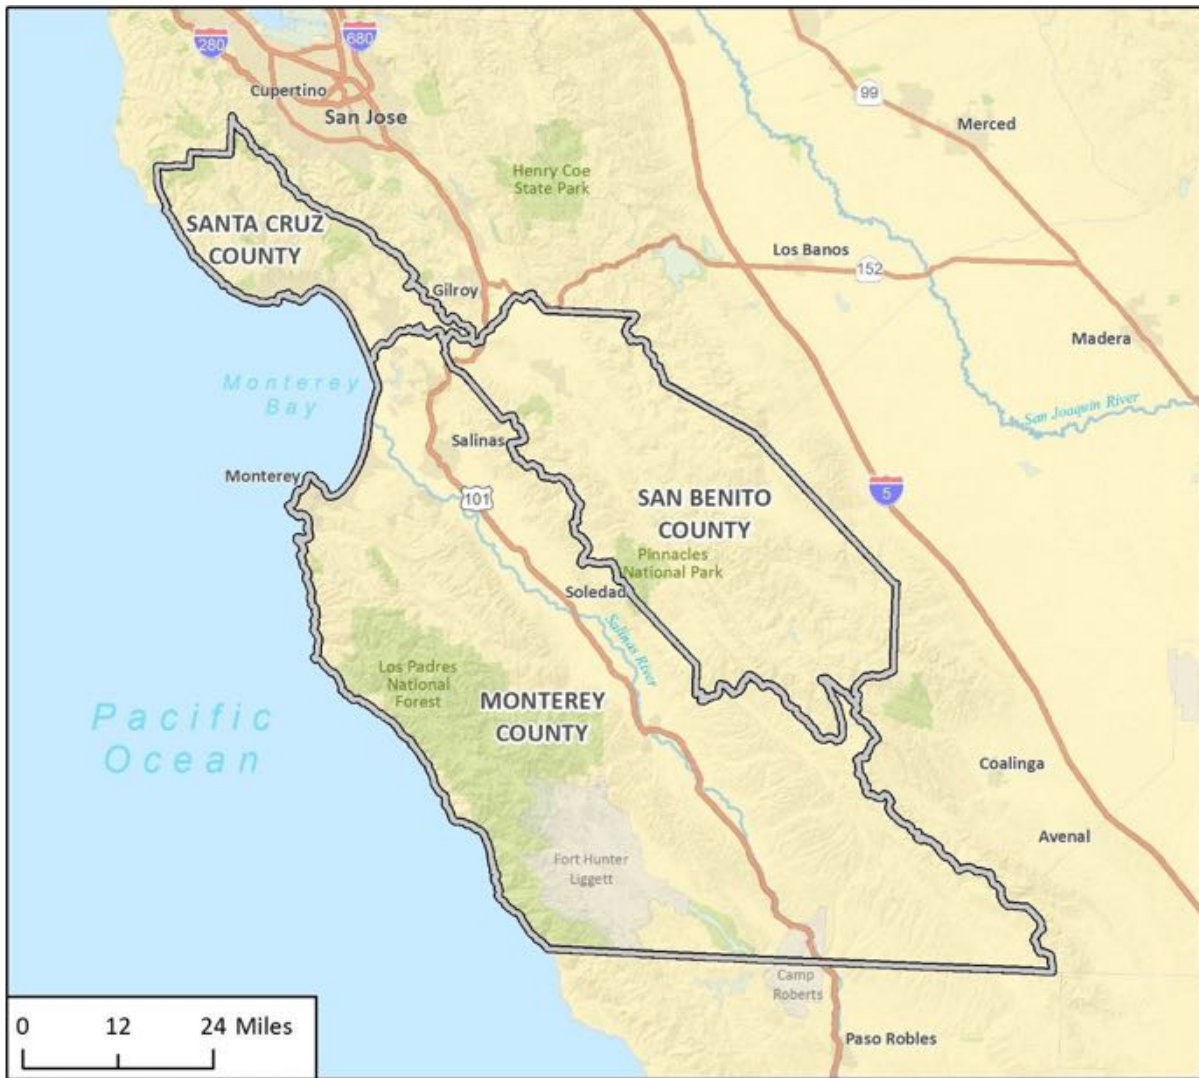 280
680
Cupertino
San Jose
99
Merced
Henry Coe
State Park
SANTA CRUZ
COUNTY
Los Banos
152
Gilroy
Madera
Monterey
Bay
San Joaquin River
Salinas
Monterey
101
5
SAN BENITO
COUNTY
Pinnacles
National Park
Soledad
Salinas River
Los Padres
National
Forest
MONTEREY
COUNTY
Pacific
Ocean
Coalinga
Avenal
Fort Hunter
Liggett
Camp
Roberts
Paso Robles
0 12 24 Miles